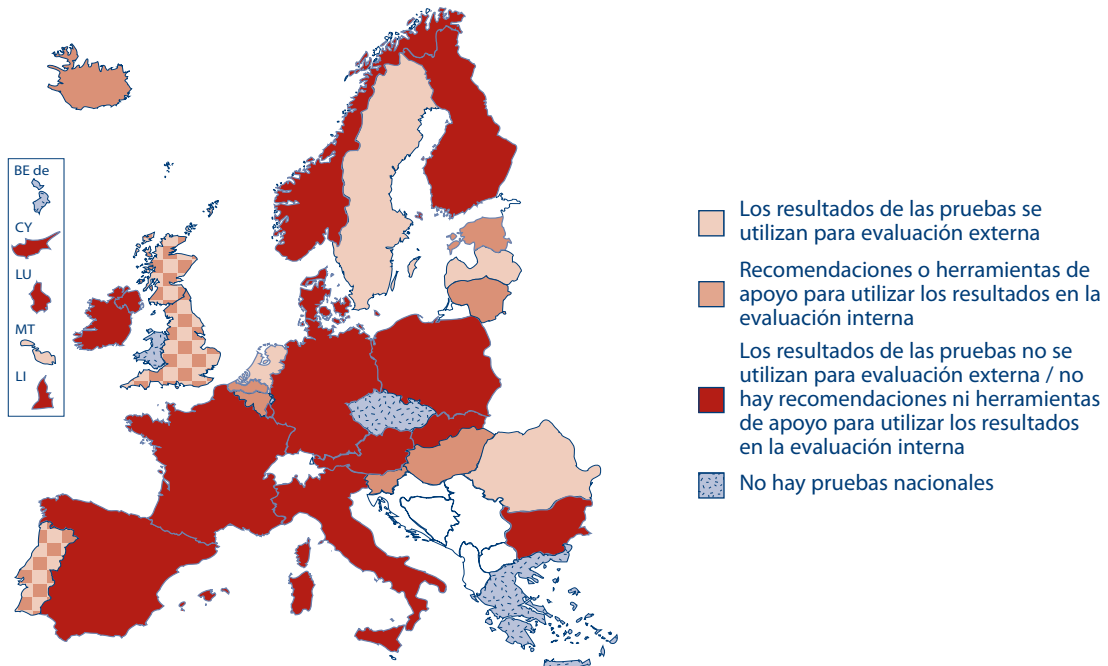 BE de
CY
LU
MT
LI
Los resultados de las pruebas se
utilizan para evaluación externa
Recomendaciones o herramientas de
apoyo para utilizar los resultados en la
evaluación interna
Los resultados de las pruebas no se
utilizan para evaluación externa / no
hay recomendaciones ni herramientas
de apoyo para utilizar los resultados
en la evaluación interna
No hay pruebas nacionales